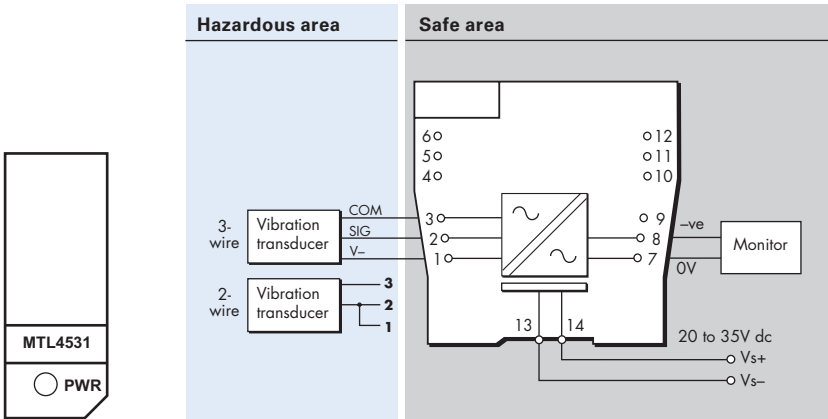 Hazardous area
Safe area
6 12
5 11
4 10
3-
wire
Vibration
transducer
COM
SIG
V–
3
2
1
9
8
7
–ve
0V
Monitor
2-
wire
Vibration
transducer
3
2
1
13 14
20 to 35V dc
Vs+
Vs–
MTL4531
PWR